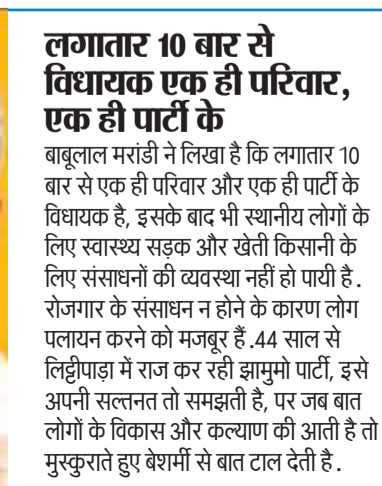 लगातार 10 बार से
विधायक एक ही परिवार,
एक ही पार्टी के
बाबूलाल मरांडी ने लिखा है कि लगातार 10
बार से एक ही परिवार और एक ही पार्टी के
विधायक है, इसके बाद भी स्थानीय लोगों के
लिए स्वास्थ्य सड़क और खेती किसानी के
लिए संसाधनों की व्यवस्था नहीं हो पायी है.
रोजगार के संसाधन न होने के कारण लोग
पलायन करने को मजबूर हैं.44 साल से
लिट्टीपाड़ा में राज कर रही झामुमो पार्टी, इसे
अपनी सल्तनत तो समझती है, पर जब बात
लोगों के विकास और कल्याण की आती है तो
मुस्कुराते हुए बेशर्मी से बात टाल देती है.